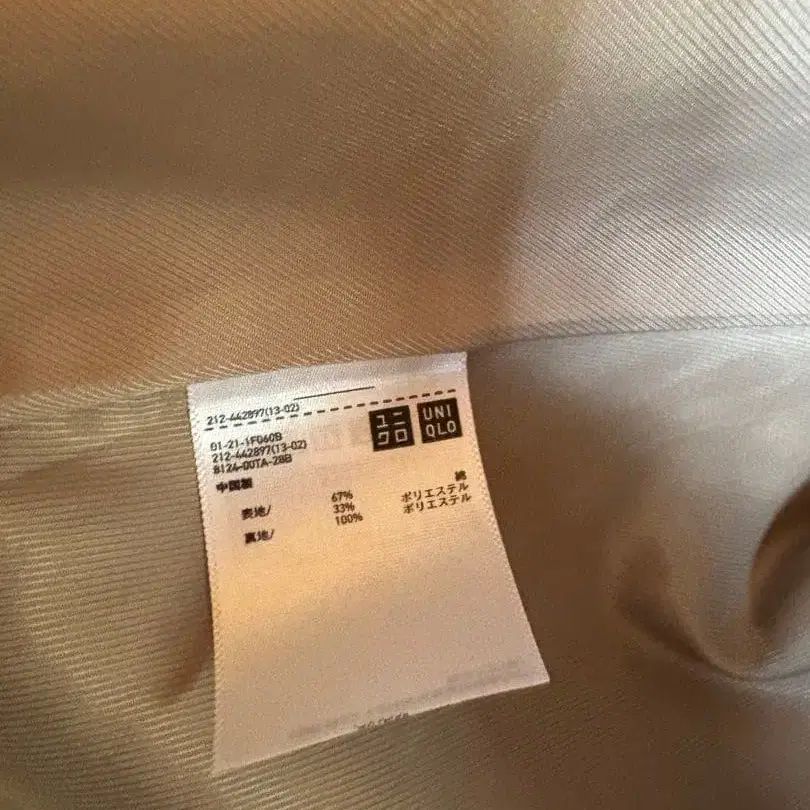 212-442897(13-02)
ユニ
クロ
UNI
QLO
01-21-1F060B
212-442897(13-02)
8124-00TA-28B
中国製
表地/ 67% 綿
33% ポリエステル
裏地/ 100% ポリエステル